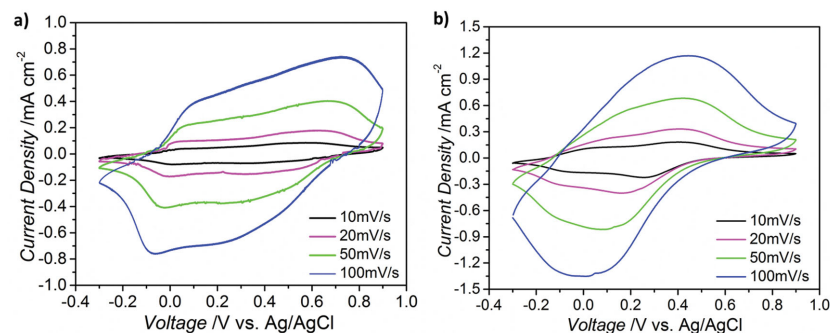 a)
1.0
0.8
0.6
0.4
0.2
0.0
-0.2
-0.4
-0.6
-0.8
-1.0
Current Density /mA cm-2
10mV/s
20mV/s
50mV/s
100mV/s
-0.4 -0.2 0.0 0.2 0.4 0.6 0.8 1.0
Voltage /V vs. Ag/AgCl
b)
1.5
1.2
0.9
0.6
0.3
0.0
-0.3
-0.6
-0.9
-1.2
-1.5
Current Density /mA cm-2
10mV/s
20mV/s
50mV/s
100mV/s
-0.4 -0.2 0.0 0.2 0.4 0.6 0.8 1.0
Voltage /V vs. Ag/AgCl